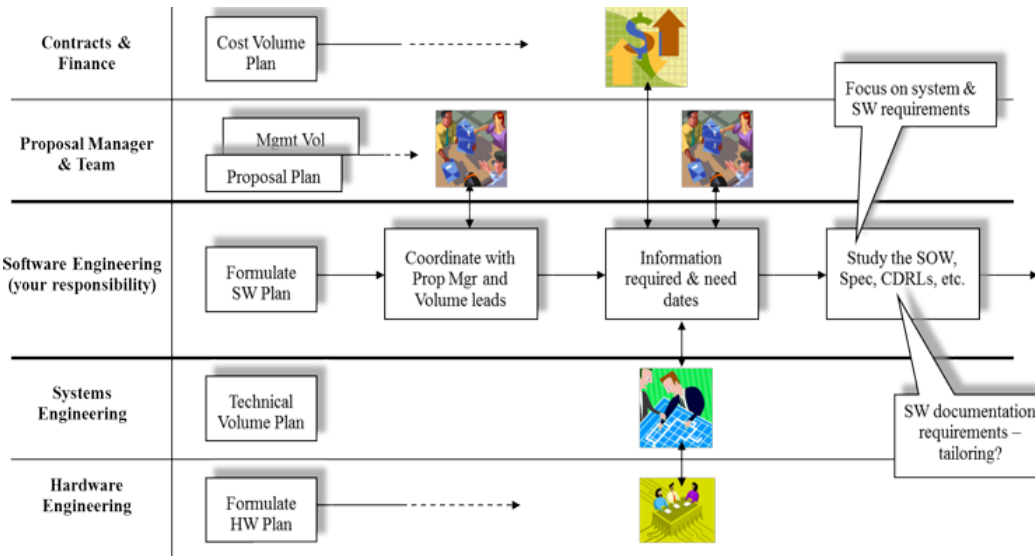 Contracts &
Finance
Cost Volume
Plan
Focus on system &
SW requirements
Proposal Manager
& Team
Mgmt Vol
Proposal Plan
Software Engineering
(your responsibility)
Formulate
SW Plan
Coordinate with
Prop Mgr and
Volume leads
Information
required & need
dates
Study the SOW,
Spec, CDRLs, etc.
Systems
Engineering
Technical
Volume Plan
SW documentation
requirements –
tailoring?
Hardware
Engineering
Formulate
HW Plan